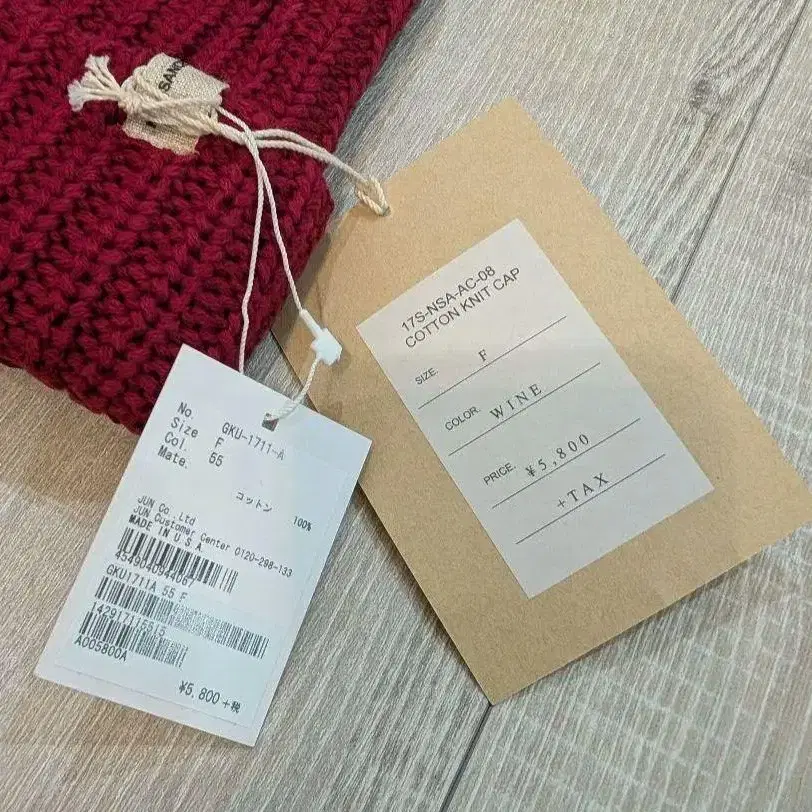 SAND
17S-NSA-AC-08
COTTON KNIT CAP
SIZE. F
COLOR. WINE
PRICE. ¥5,800
+TAX
No. GKU-1711-A
Size F
Col. 55
Mate.
コットン 100%
JUN Co.,Ltd
JUN Customer Center 0120-298-133
MADE IN U.S.A.
GKU1711A 55 F
A005800A
¥5,800+税